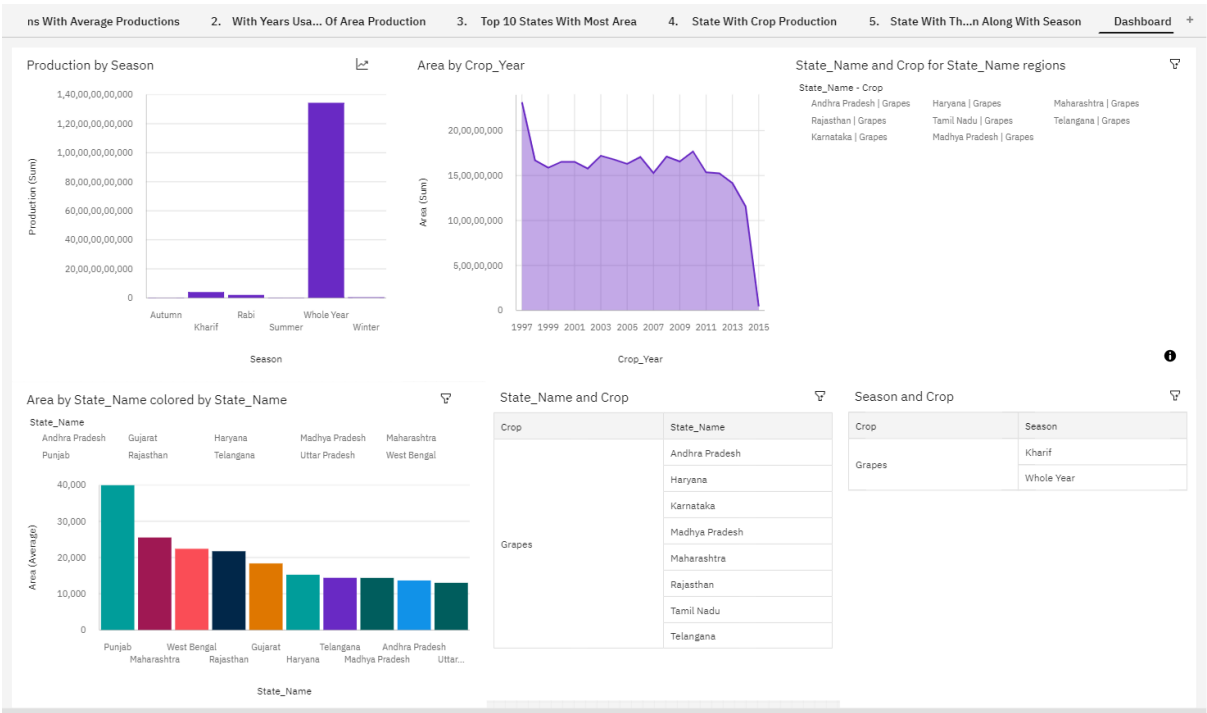 ns With Average Productions 2. With Years Usa... Of Area Production 3. Top 10 States With Most Area 4. State With Crop Production 5. State With Th...n Along With Season Dashboard +
Production by Season
1,40,00,00,00,000
1,20,00,00,00,000
1,00,00,00,00,000
80,00,00,00,000
60,00,00,00,000
40,00,00,00,000
20,00,00,00,000
0
Production (Sum)
Autumn Rabi Whole Year
Kharif Summer Winter
Season
Area by Crop_Year
20,00,00,000
15,00,00,000
10,00,00,000
5,00,00,000
0
Area (Sum)
1997 1999 2001 2003 2005 2007 2009 2011 2013 2015
Crop_Year
State_Name and Crop for State_Name regions
State_Name - Crop
Andhra Pradesh | Grapes Haryana | Grapes Maharashtra | Grapes
Rajasthan | Grapes Tamil Nadu | Grapes Telangana | Grapes
Karnataka | Grapes Madhya Pradesh | Grapes
Area by State_Name colored by State_Name
State_Name
Andhra Pradesh Gujarat Haryana Madhya Pradesh Maharashtra
Punjab Rajasthan Telangana Uttar Pradesh West Bengal
40,000
30,000
20,000
10,000
0
Area (Average)
Punjab West Bengal Gujarat Telangana Andhra Pradesh
Maharashtra Rajasthan Haryana Madhya Pradesh Uttar...
State_Name
State_Name and Crop
Crop State_Name
Andhra Pradesh
Haryana
Karnataka
Madhya Pradesh
Grapes
Maharashtra
Rajasthan
Tamil Nadu
Telangana
Season and Crop
Crop Season
Kharif
Grapes
Whole Year